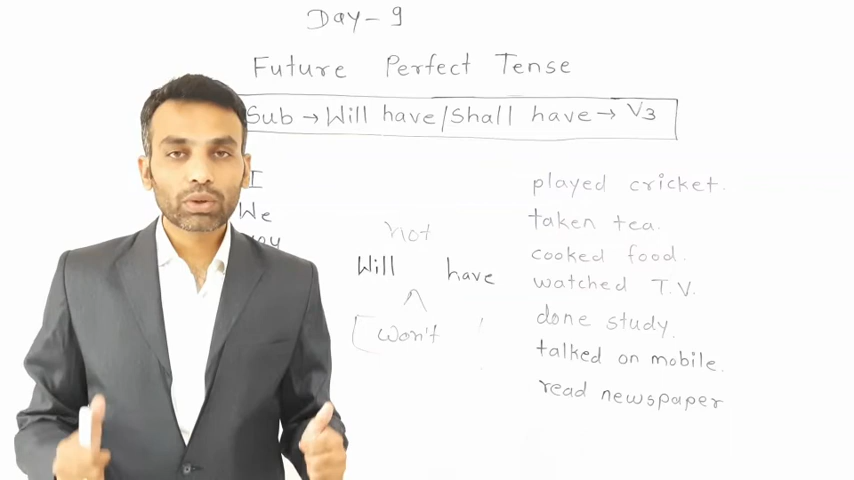 Day - 9
Future Perfect Tense
Sub → Will have/Shall have → V3
I
We
you
not
Will have
won't
played cricket.
taken tea.
cooked food.
watched T.V.
done study.
talked on mobile.
read newspaper